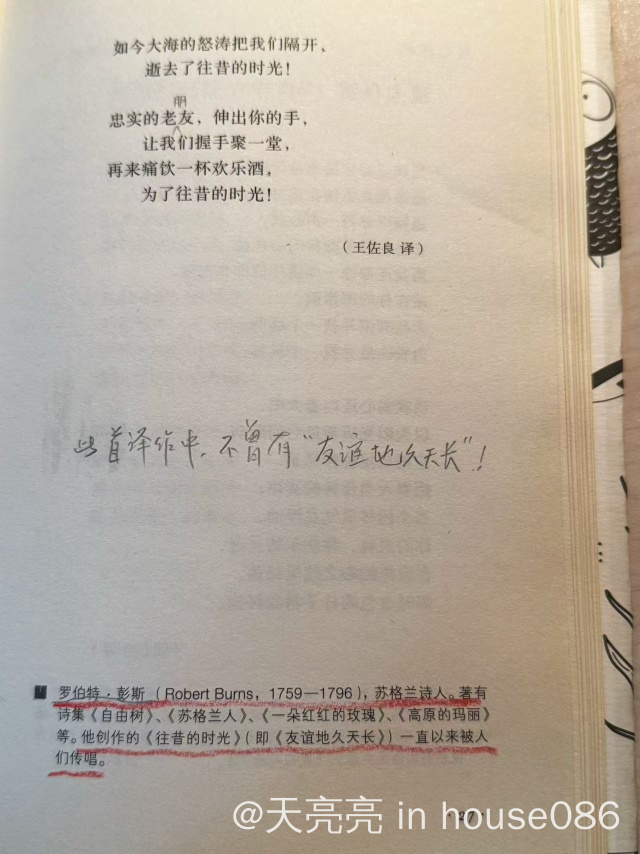 如今大海的怒涛把我们隔开、
逝去了往昔的时光！
朋
忠实的老友，伸出你的手，
让我们握手聚一堂，
再来痛饮一杯欢乐酒，
为了往昔的时光！
（王佐良 译）
此首译作中，不曾有“友谊地久天长”！
罗伯特·彭斯（Robert Burns，1759—1796），苏格兰诗人。著有
诗集《自由树》、《苏格兰人》、《一朵红红的玫瑰》、《高原的玛丽》
等。他创作的《往昔的时光》（即《友谊地久天长》）一直以来被人
们传唱。
·27·
@天亮亮 in house086